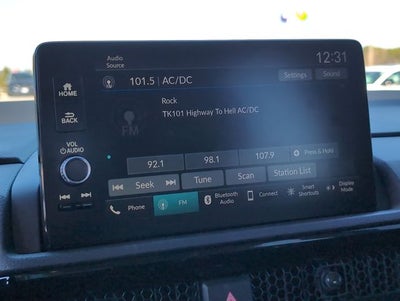 Audio Source
12:31
HOME
101.5 | AC/DC
Settings
Sound
BACK
Rock
TK101 Highway To Hell AC/DC
FM
VOL
AUDIO
92.1
98.1
107.9
Press & Hold
Seek
Tune
Scan
Station List
Phone
FM
Bluetooth Audio
Connect
Smart Shortcuts
Display Mode